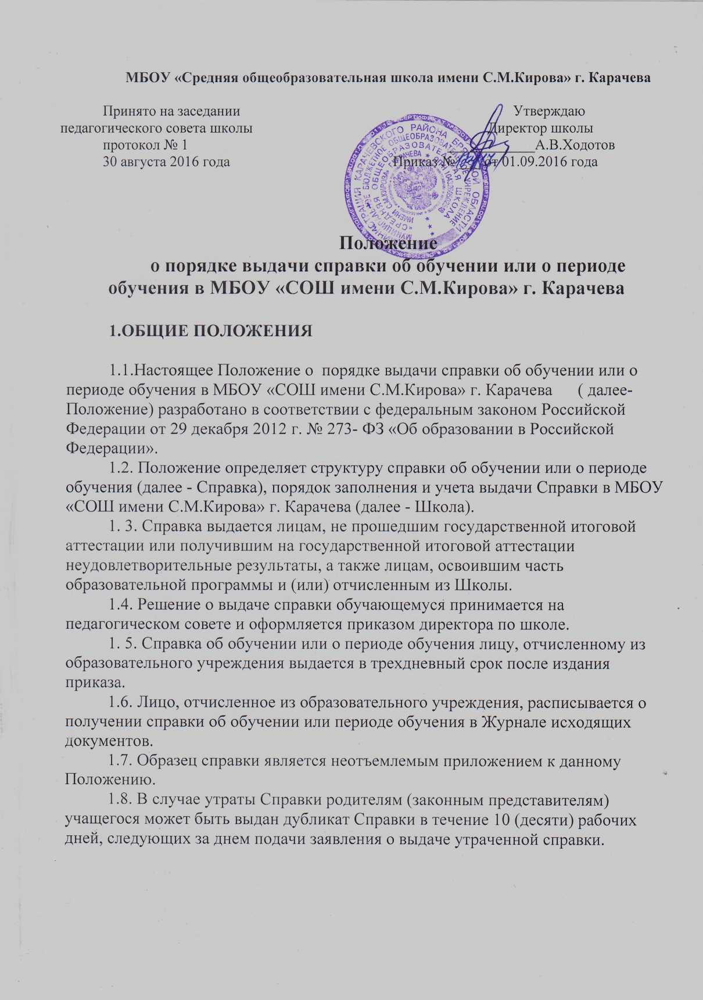 МБОУ «Средняя общеобразовательная школа имени С.М.Кирова» г. Карачева
Принято на заседании
педагогического совета школы
протокол № 1
30 августа 2016 года
Утверждаю
Директор школы
А.В.Ходотов
Приказ № от 01.09.2016 года
Положение
о порядке выдачи справки об обучении или о периоде
обучения в МБОУ «СОШ имени С.М.Кирова» г. Карачева
1.ОБЩИЕ ПОЛОЖЕНИЯ
1.1.Настоящее Положение о порядке выдачи справки об обучении или о
периоде обучения в МБОУ «СОШ имени С.М.Кирова» г. Карачева ( далее-
Положение) разработано в соответствии с федеральным законом Российской
Федерации от 29 декабря 2012 г. № 273- ФЗ «Об образовании в Российской
Федерации».
1.2. Положение определяет структуру справки об обучении или о периоде
обучения (далее - Справка), порядок заполнения и учета выдачи Справки в МБОУ
«СОШ имени С.М.Кирова» г. Карачева (далее - Школа).
1. 3. Справка выдается лицам, не прошедшим государственной итоговой
аттестации или получившим на государственной итоговой аттестации
неудовлетворительные результаты, а также лицам, освоившим часть
образовательной программы и (или) отчисленным из Школы.
1.4. Решение о выдаче справки обучающемуся принимается на
педагогическом совете и оформляется приказом директора по школе.
1. 5. Справка об обучении или о периоде обучения лицу, отчисленному из
образовательного учреждения выдается в трехдневный срок после издания
приказа.
1.6. Лицо, отчисленное из образовательного учреждения, расписывается о
получении справки об обучении или периоде обучения в Журнале исходящих
документов.
1.7. Образец справки является неотъемлемым приложением к данному
Положению.
1.8. В случае утраты Справки родителям (законным представителям)
учащегося может быть выдан дубликат Справки в течение 10 (десяти) рабочих
дней, следующих за днем подачи заявления о выдаче утраченной справки.